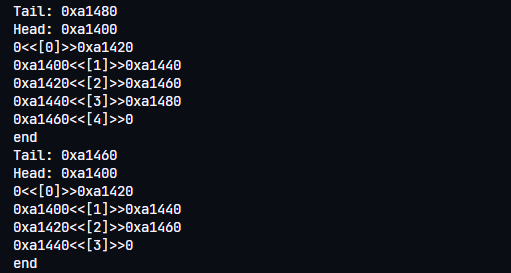 Tail: 0xa1480
Head: 0xa1400
0<<[0]>>0xa1420
0xa1400<<[1]>>0xa1440
0xa1420<<[2]>>0xa1460
0xa1440<<[3]>>0xa1480
0xa1460<<[4]>>0
end
Tail: 0xa1460
Head: 0xa1400
0<<[0]>>0xa1420
0xa1400<<[1]>>0xa1440
0xa1420<<[2]>>0xa1460
0xa1440<<[3]>>0
end